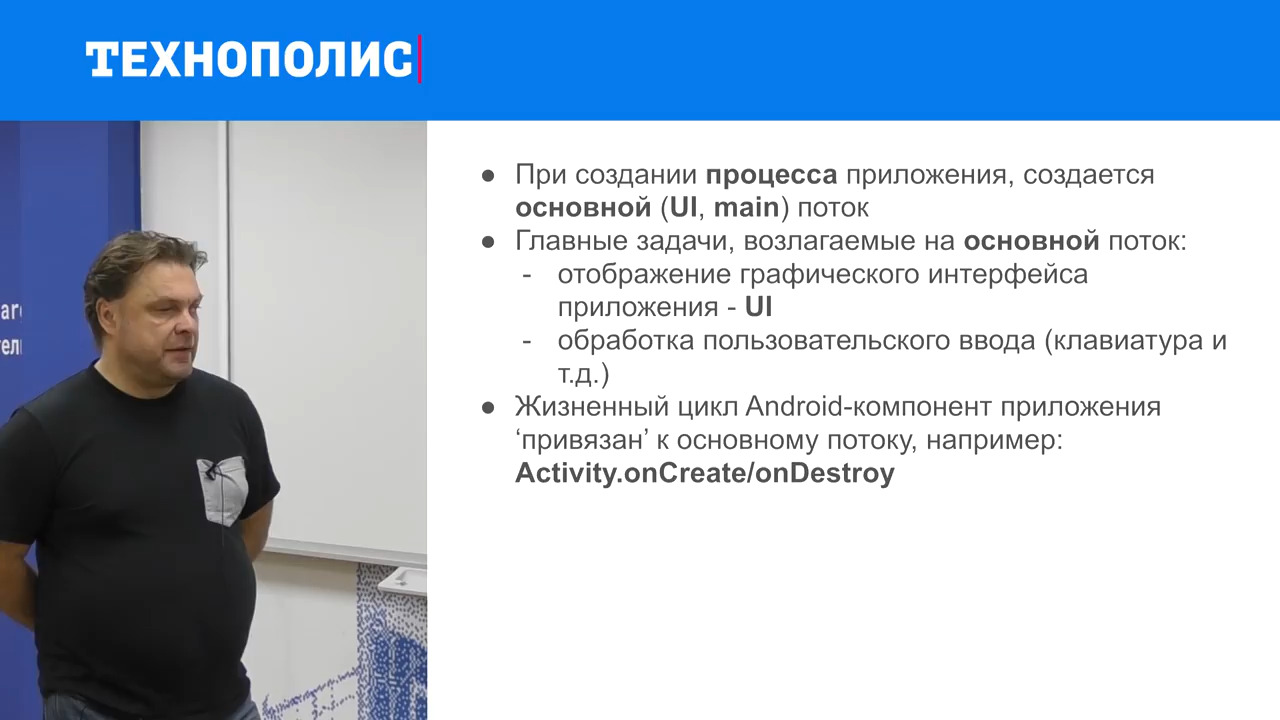 ТЕХНОПОЛИС
● При создании процесса приложения, создается
основной (UI, main) поток
● Главные задачи, возлагаемые на основной поток:
- отображение графического интерфейса
приложения - UI
- обработка пользовательского ввода (клавиатура и
т.д.)
● Жизненный цикл Android-компонент приложения
‘привязан’ к основному потоку, например:
Activity.onCreate/onDestroy